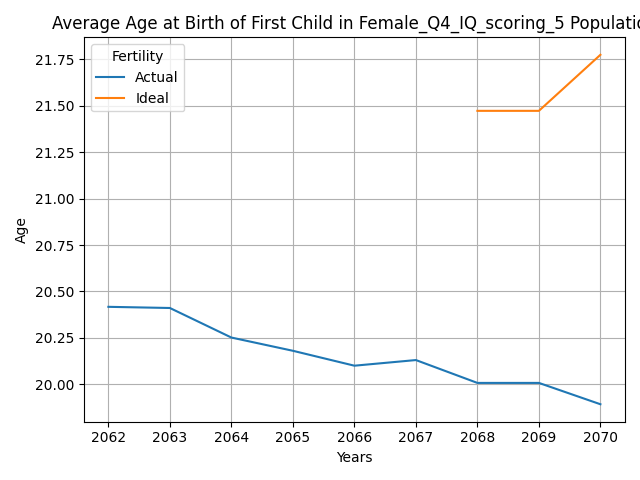 Average Age at Birth of First Child in Female_Q4_IQ_scoring_5 Populatio
Fertility
Actual
Ideal
21.75
21.50
21.25
21.00
20.75
20.50
20.25
20.00
Age
2062 2063 2064 2065 2066 2067 2068 2069 2070
Years